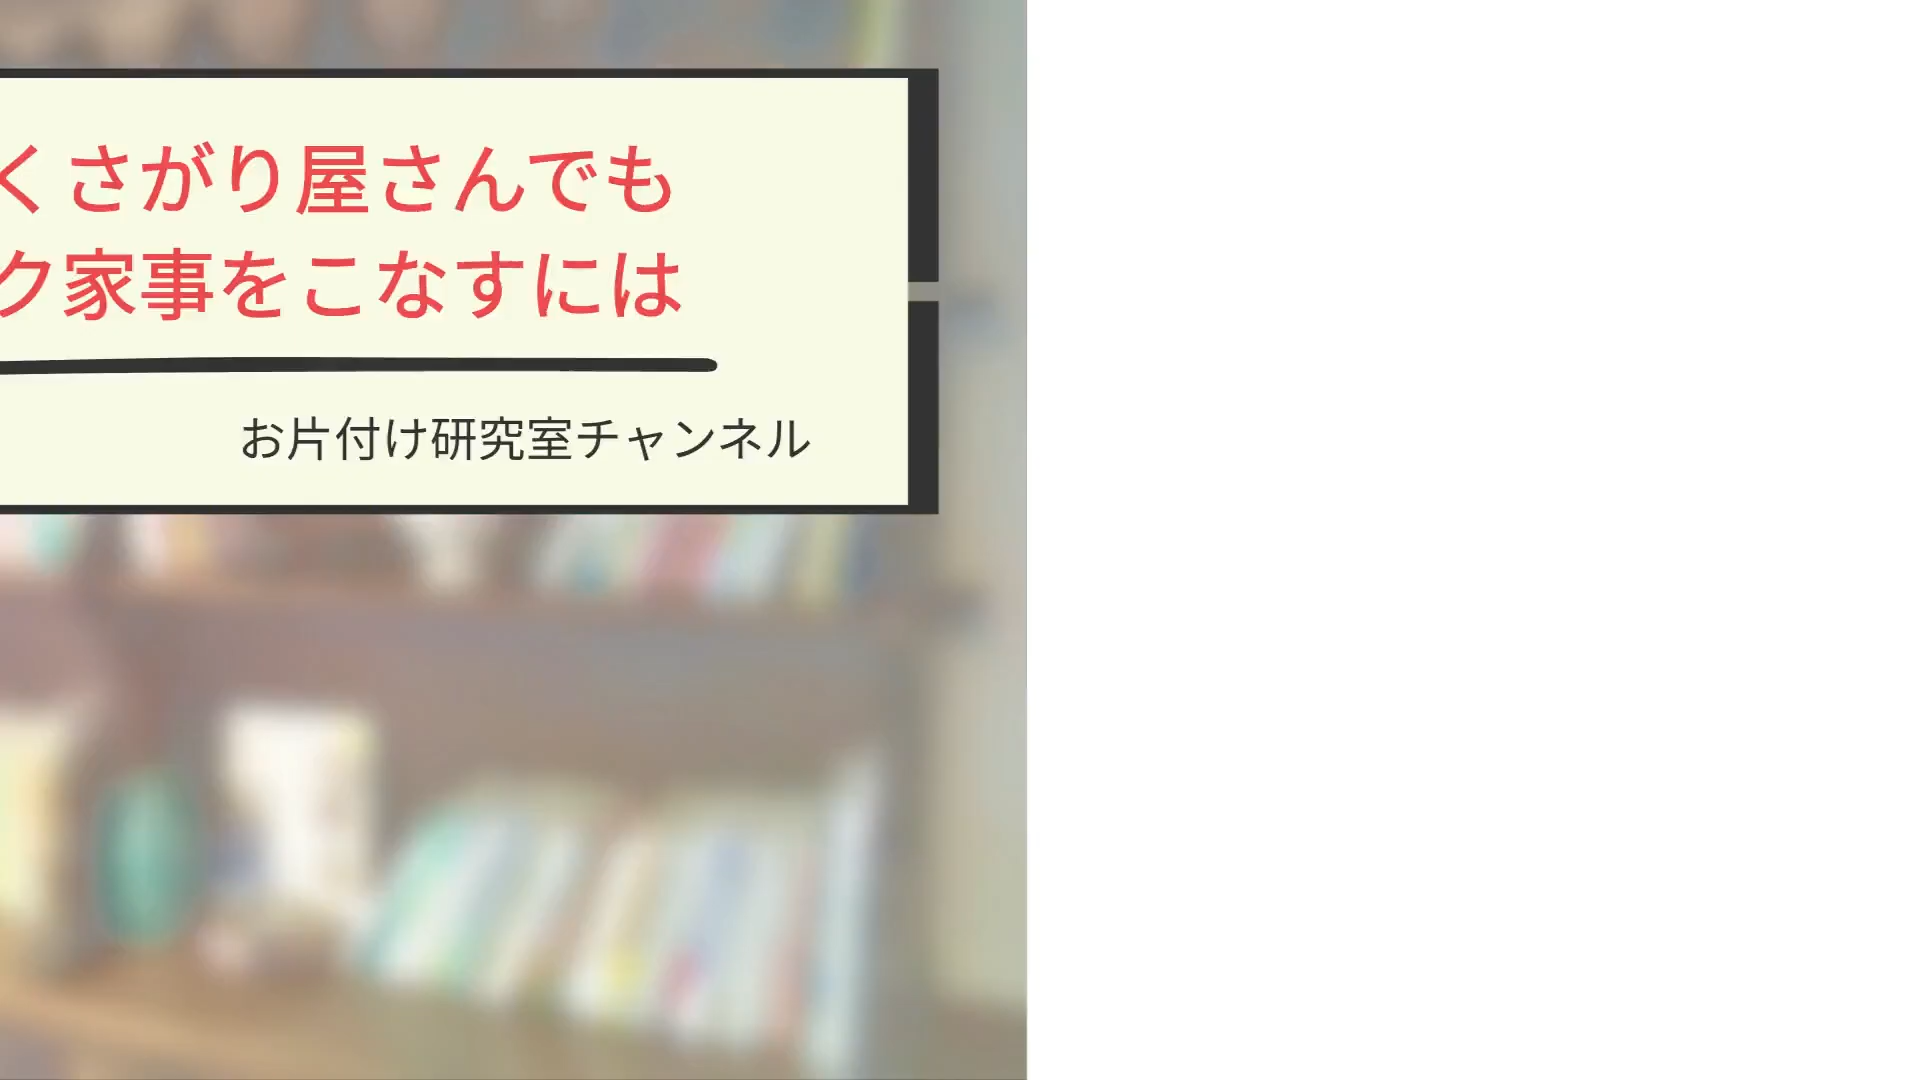 くさがり屋さんでも
ク家事をこなすには
お片付け研究室チャンネル